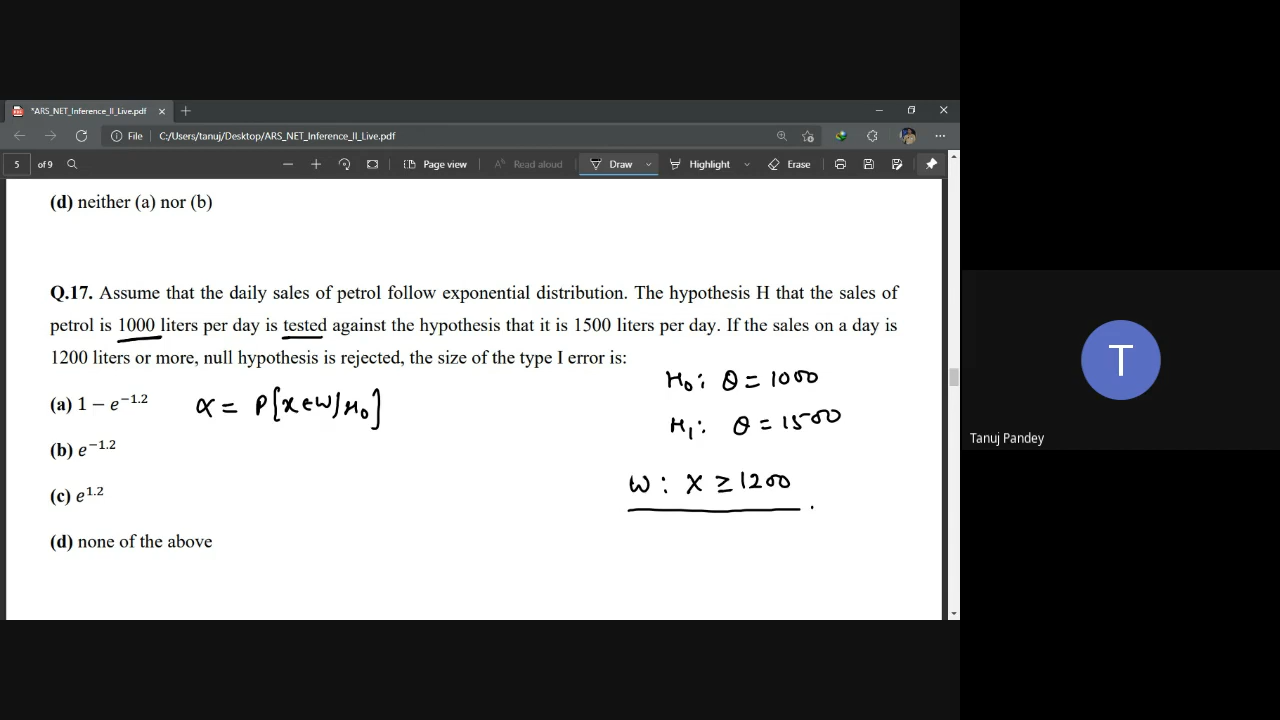 *ARS_NET_Inference_II_Live.pdf
File C:/Users/tanuj/Desktop/ARS_NET_Inference_II_Live.pdf
5 of 9 Page view Read aloud Draw Highlight Erase
(d) neither (a) nor (b)
Q.17. Assume that the daily sales of petrol follow exponential distribution. The hypothesis H that the sales of
petrol is 1000 liters per day is tested against the hypothesis that it is 1500 liters per day. If the sales on a day is
1200 liters or more, null hypothesis is rejected, the size of the type I error is:
H₀: θ = 1000
(a) 1 − e^−1.2 α = P[x ∈ W/H₀]
H₁: θ = 1500
(b) e^−1.2
W: X ≥ 1200
(c) e^1.2
(d) none of the above
T
Tanuj Pandey